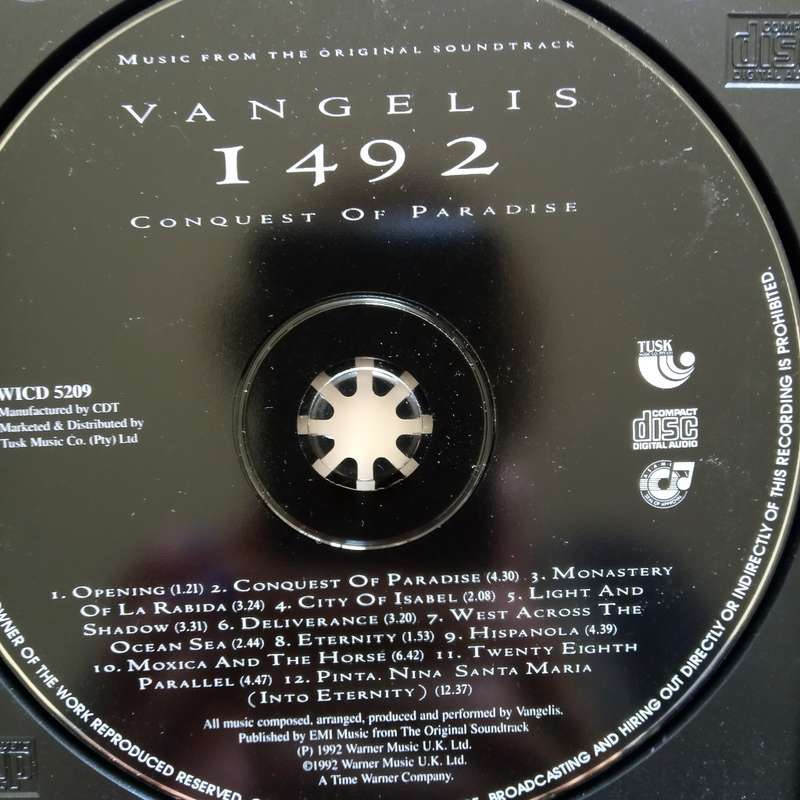 MUSIC FROM THE ORIGINAL SOUNDTRACK
VANGELIS
1492
CONQUEST OF PARADISE
COMPACT
disc
DIGITAL AUDIO
WICD 5209
Manufactured by CDT
Marketed & Distributed by
Tusk Music Co. (Pty) Ltd
TUSK
COMPACT
disc
DIGITAL AUDIO
1. OPENING (1.21) 2. CONQUEST OF PARADISE (4.30) 3. MONASTERY
OF LA RABIDA (3.24) 4. CITY OF ISABEL (2.08) 5. LIGHT AND
SHADOW (3.31) 6. DELIVERANCE (3.20) 7. WEST ACROSS THE
OCEAN SEA (2.44) 8. ETERNITY (1.53) 9. HISPANOLA (4.39)
10. MOXICA AND THE HORSE (6.42) 11. TWENTY EIGHTH
PARALLEL (4.47) 12. PINTA, NINA SANTA MARIA
(INTO ETERNITY) (12.37)
All music composed, arranged, produced and performed by Vangelis.
Published by EMI Music from The Original Soundtrack
(P) 1992 Warner Music U.K. Ltd.
©1992 Warner Music U.K. Ltd.
A Time Warner Company.
OWNER OF THE WORK REPRODUCED RESERVED.
BROADCASTING AND HIRING OUT DIRECTLY OR INDIRECTLY OF THIS RECORDING IS PROHIBITED.